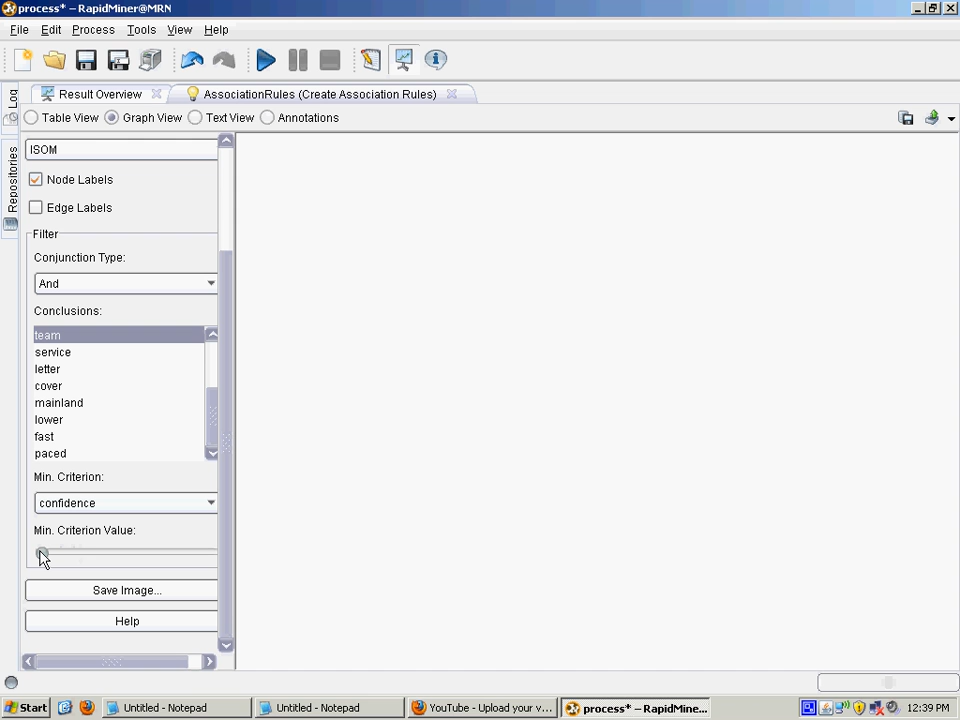 process* – RapidMiner@MRN
File Edit Process Tools View Help
Result Overview AssociationRules (Create Association Rules)
Log
Repositories
Table View Graph View Text View Annotations
ISOM
Node Labels
Edge Labels
Filter
Conjunction Type:
And
Conclusions:
team
service
letter
cover
mainland
lower
fast
paced
Min. Criterion:
confidence
Min. Criterion Value:
Save Image...
Help
Start Untitled - Notepad Untitled - Notepad YouTube - Upload your v... process* — RapidMine... 12:39 PM